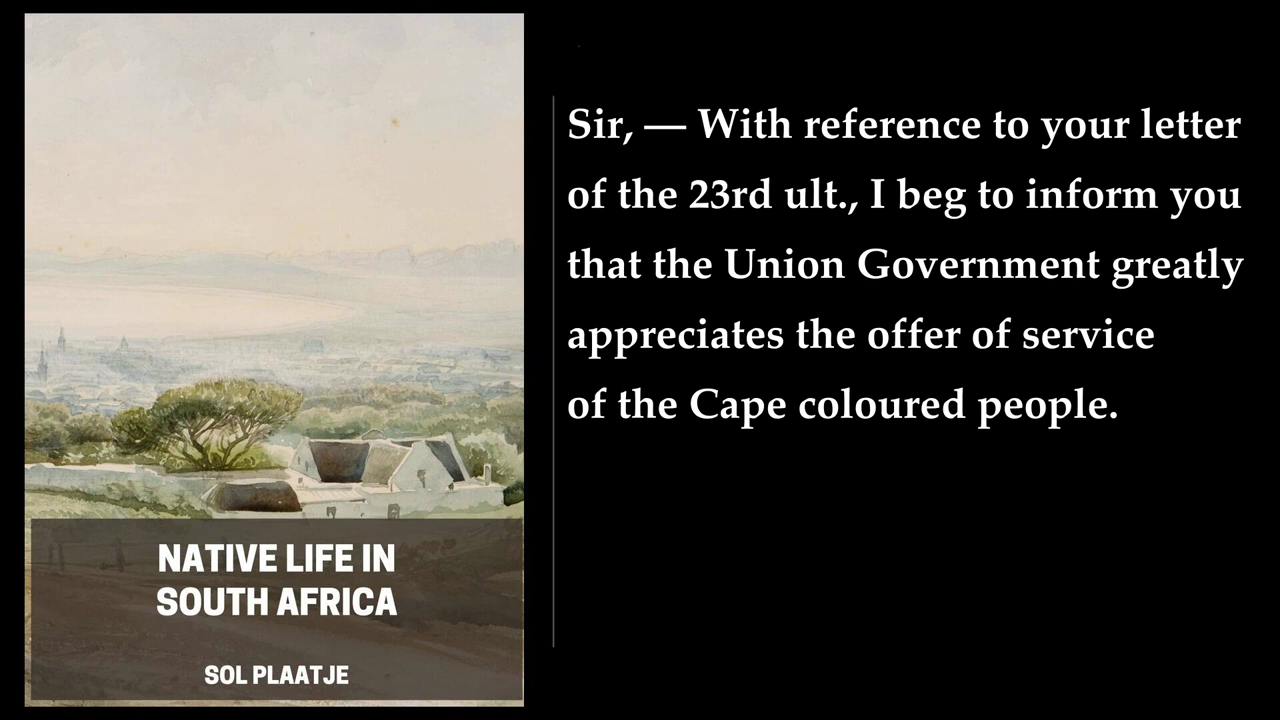 NATIVE LIFE IN
SOUTH AFRICA
SOL PLAATJE
Sir, — With reference to your letter
of the 23rd ult., I beg to inform you
that the Union Government greatly
appreciates the offer of service
of the Cape coloured people.